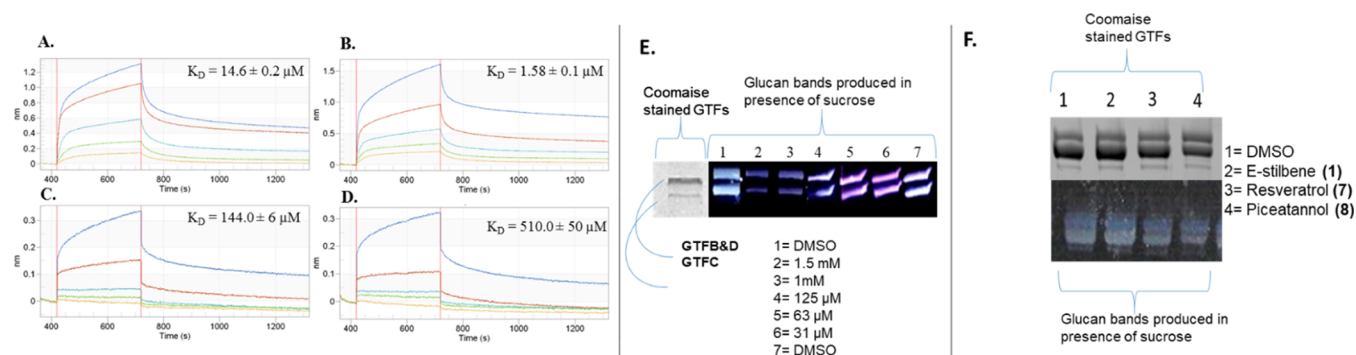 A.
K_D = 14.6 ± 0.2 µM
1.2
1.0
0.8
0.6
0.4
0.2
0
nm
400 600 800 1000 1200
Time (s)
B.
K_D = 1.58 ± 0.1 µM
1.5
1.0
0.5
0
nm
400 600 800 1000 1200
Time (s)
C.
K_D = 144.0 ± 6 µM
0.3
0.2
0.1
0
nm
400 600 800 1000 1200
Time (s)
D.
K_D = 510.0 ± 50 µM
0.3
0.2
0.1
0
nm
400 600 800 1000 1200
Time (s)
E.
Coomaise
stained GTFs
Glucan bands produced in
presence of sucrose
1 2 3 4 5 6 7
GTFB&D
GTFC
1= DMSO
2= 1.5 mM
3= 1mM
4= 125 µM
5= 63 µM
6= 31 µM
7= DMSO
F.
Coomaise
stained GTFs
1 2 3 4
1= DMSO
2= E-stilbene (1)
3= Resveratrol (7)
4= Piceatannol (8)
Glucan bands produced in
presence of sucrose